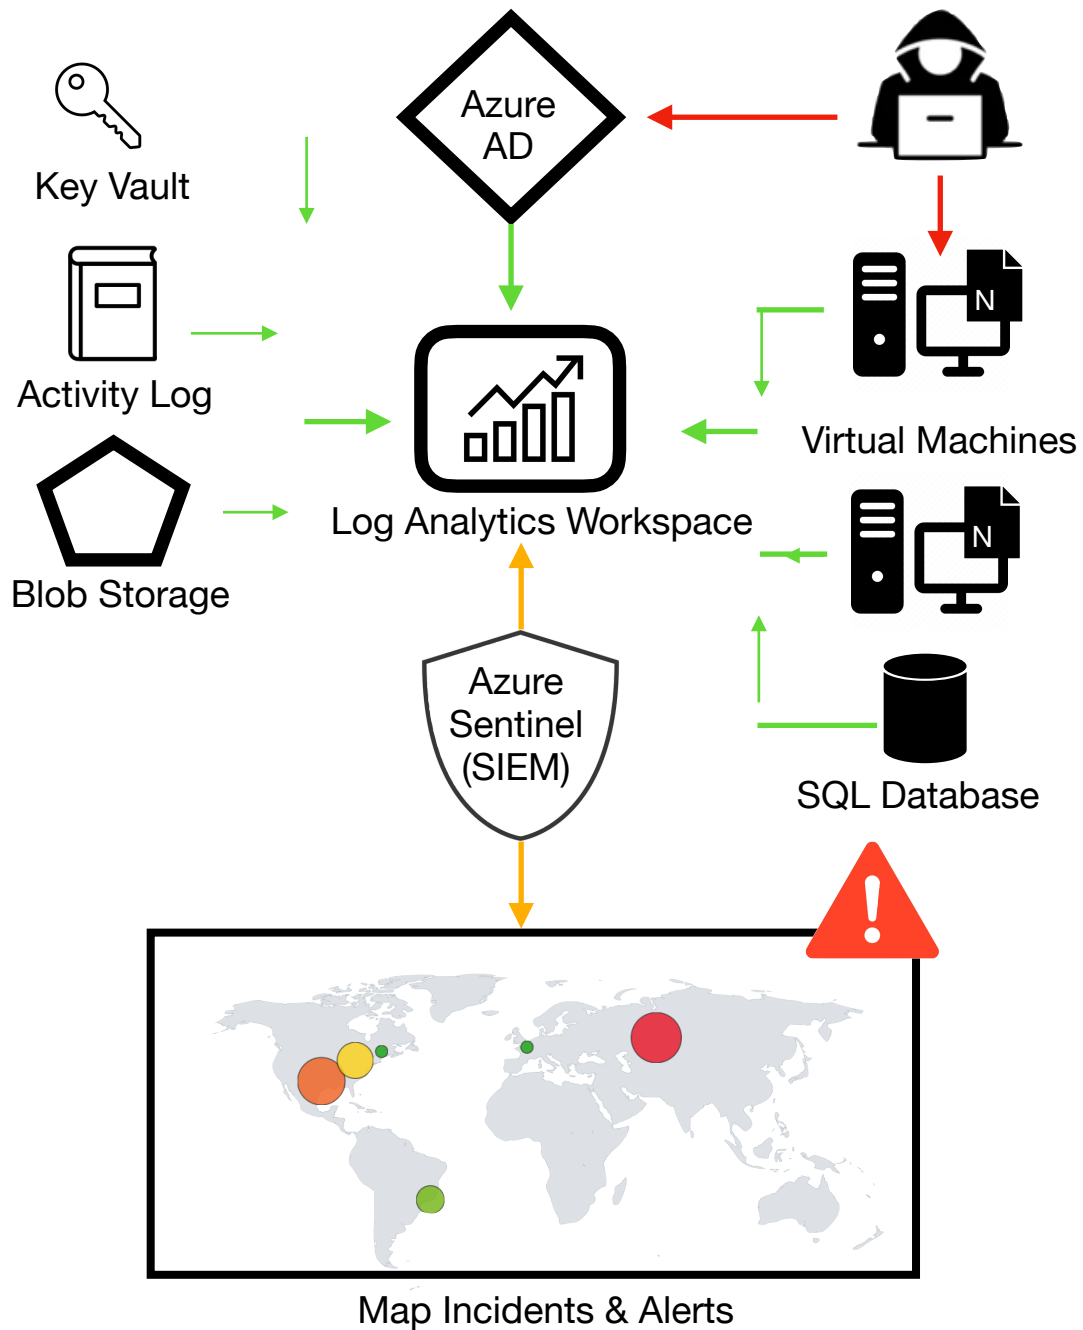 Azure
AD
Key Vault
N
Activity Log
Virtual Machines
Log Analytics Workspace
N
Blob Storage
Azure
Sentinel
(SIEM)
SQL Database
!
Map Incidents & Alerts